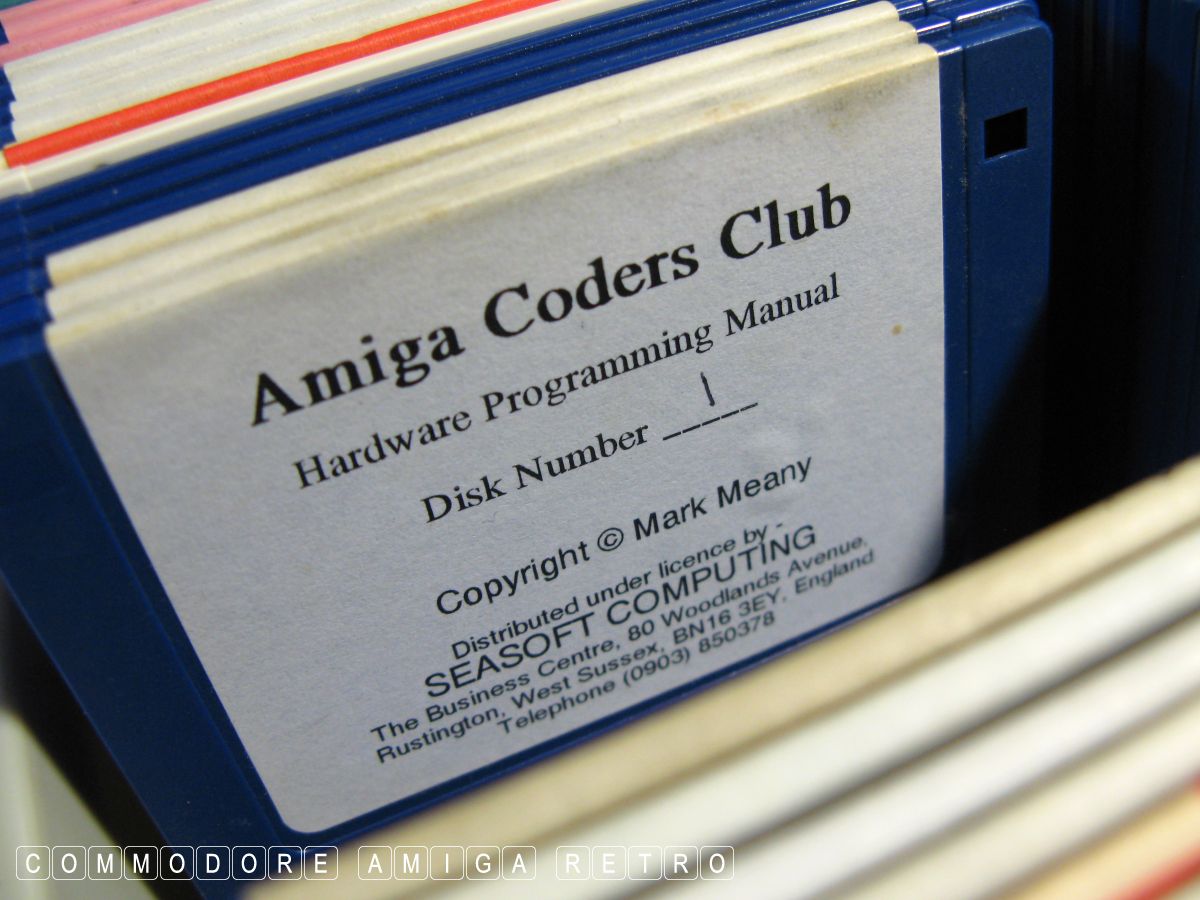 Amiga Coders Club
Hardware Programming Manual
Disk Number _____
1
Copyright © Mark Meany
Distributed under licence by -
SEASOFT COMPUTING
The Business Centre, 80 Woodlands Avenue,
Rustington, West Sussex, BN16 3EY, England
Telephone (0903) 850378
COMMODORE AMIGA RETRO